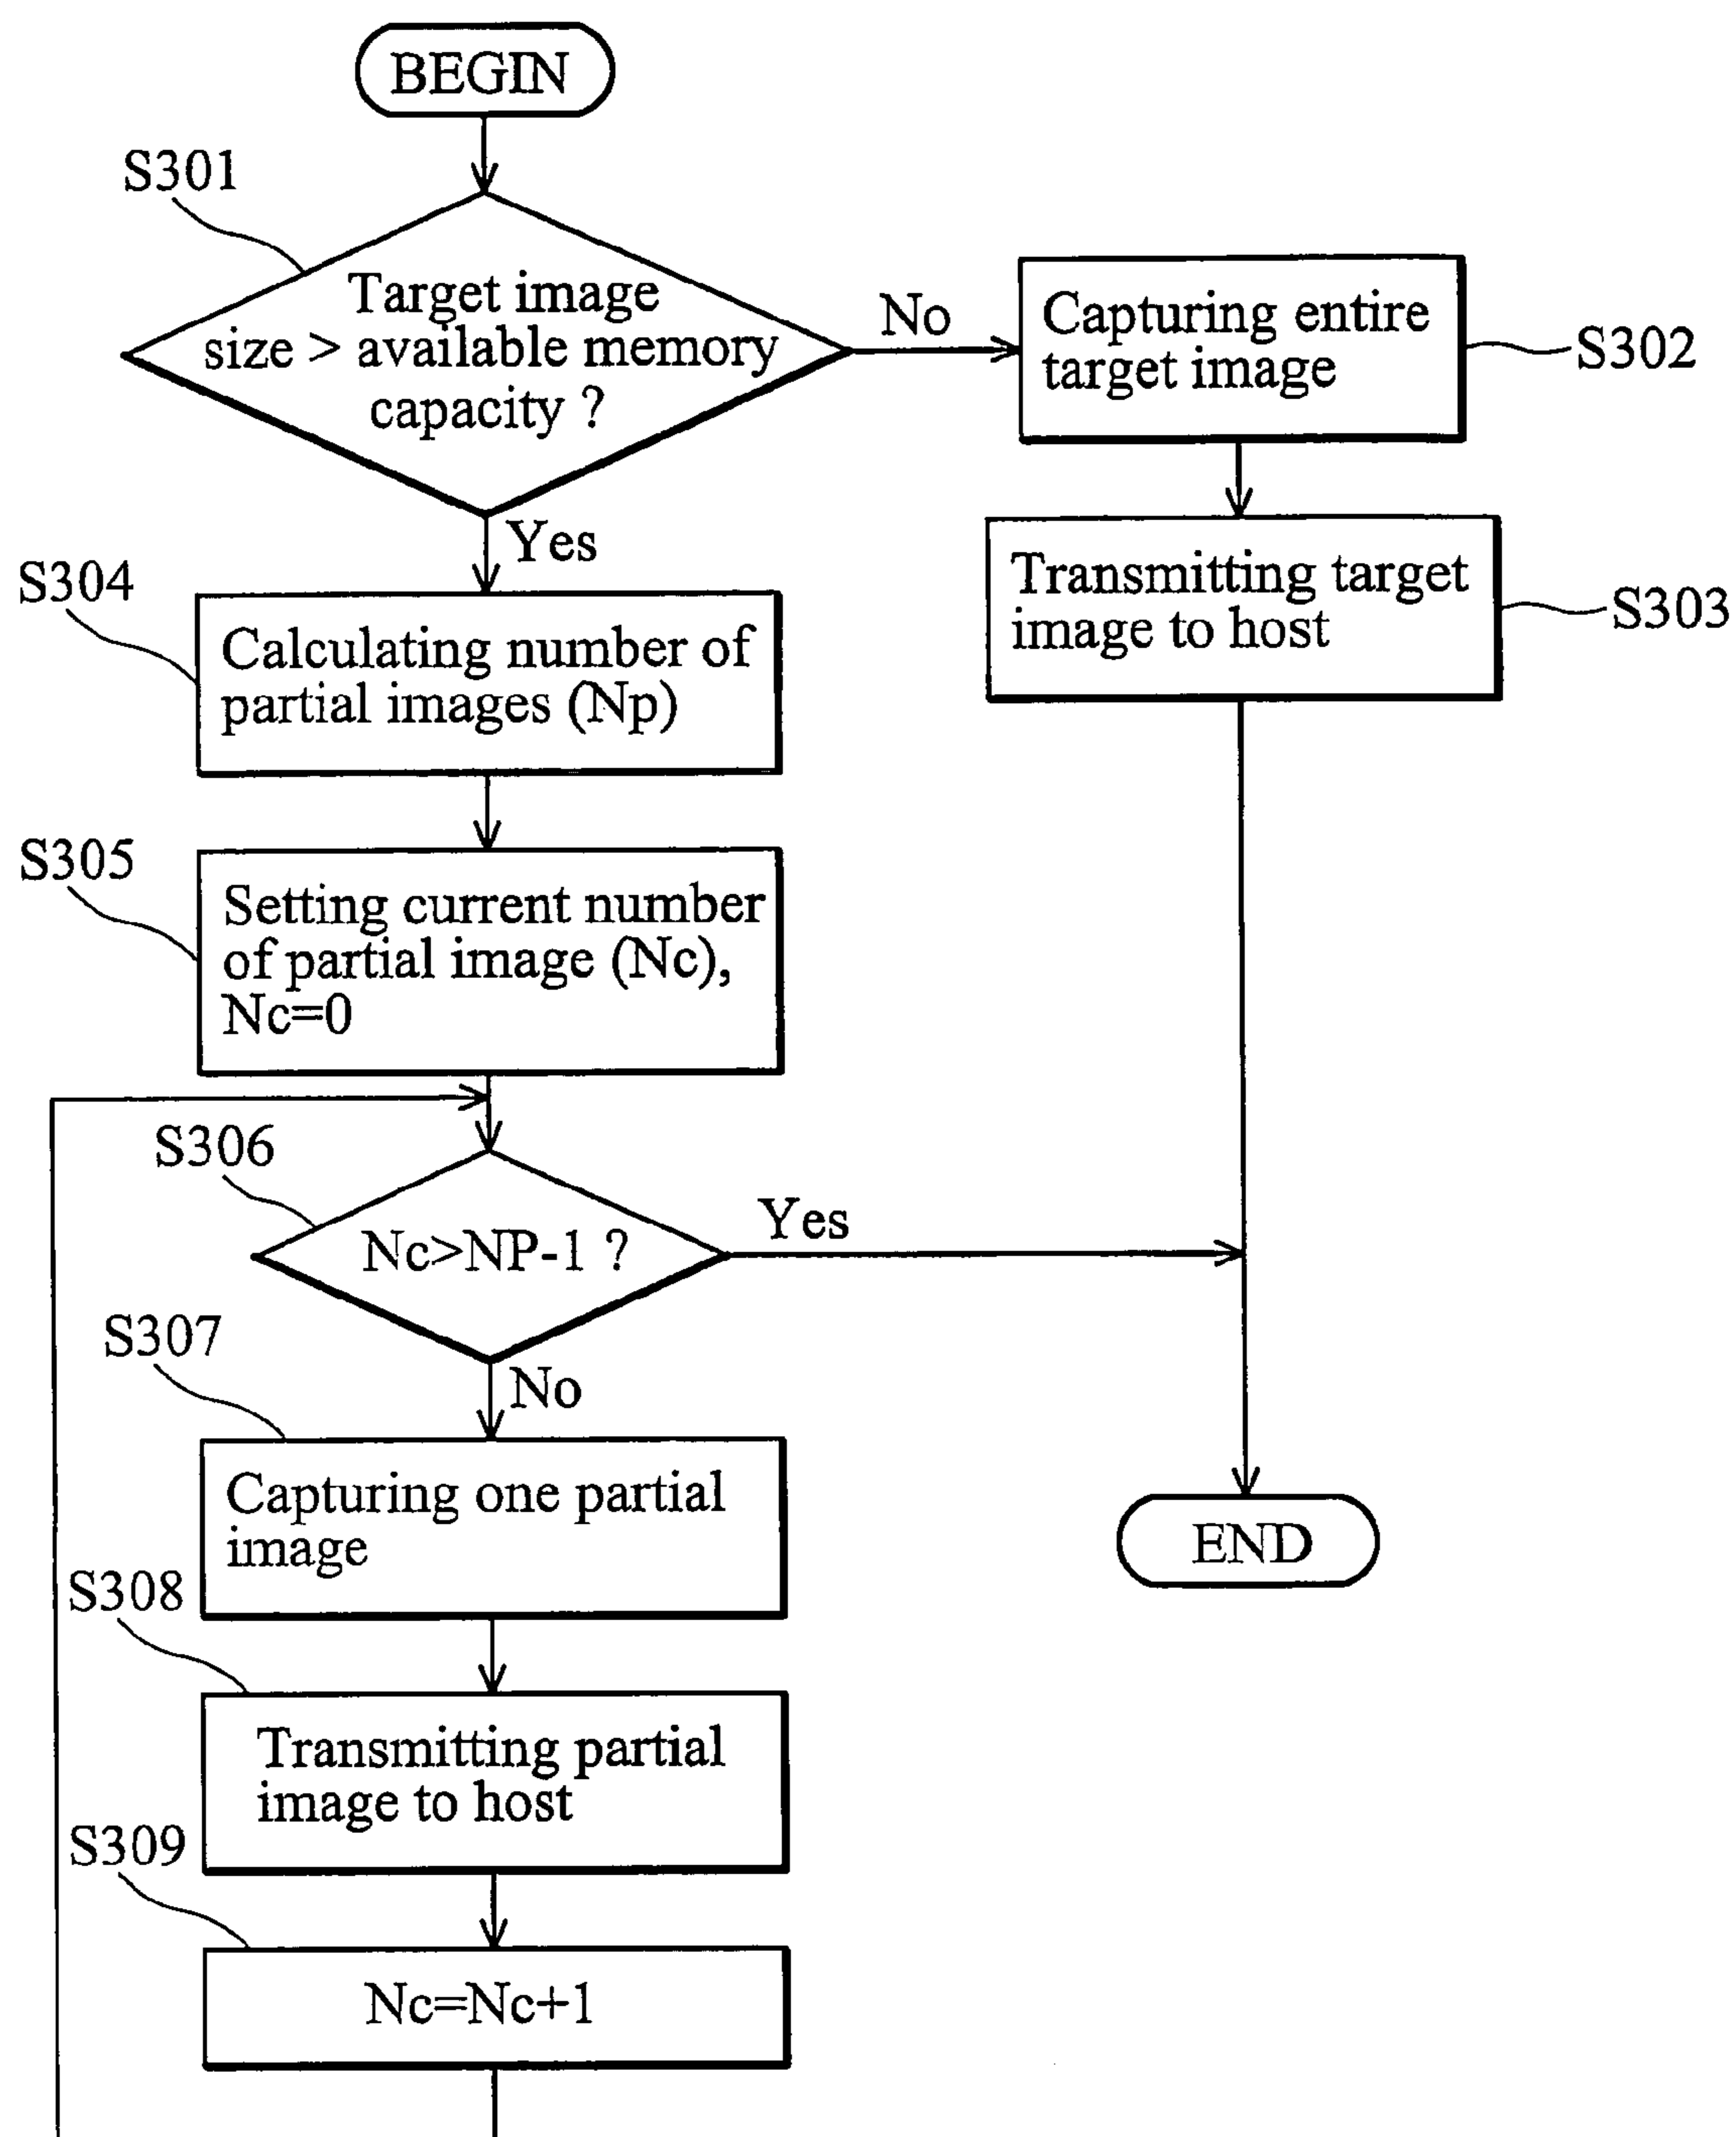 BEGIN
S301
Target image
size > available memory
capacity ?
No
Capturing entire
target image
S302
Yes
Transmitting target
image to host
S303
S304
Calculating number of
partial images (Np)
S305
Setting current number
of partial image (Nc),
Nc=0
S306
Nc>NP-1 ?
Yes
S307
No
Capturing one partial
image
END
S308
Transmitting partial
image to host
S309
Nc=Nc+1